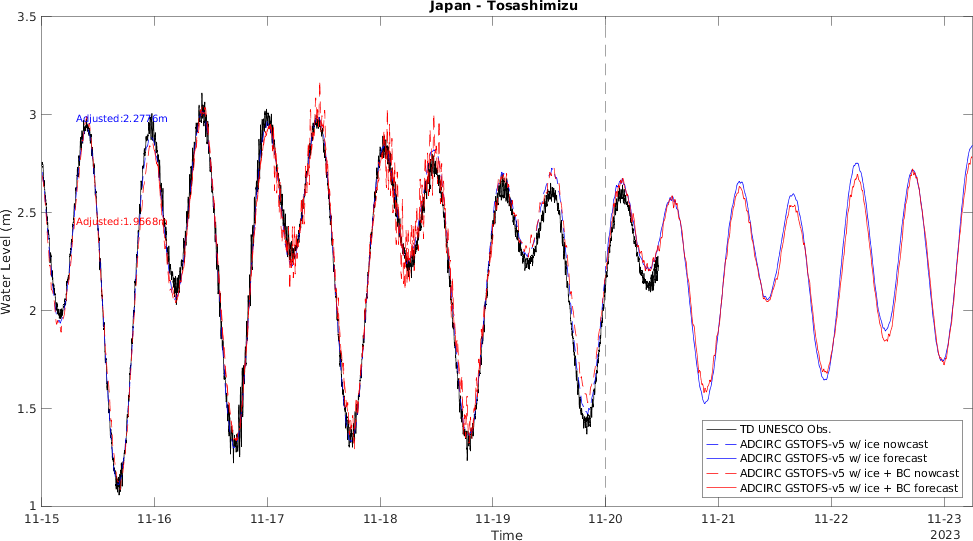 Japan - Tosashimizu
3.5
3
2.5
2
1.5
1
Water Level (m)
Adjusted:2.2776m
Adjusted:1.9568m
TD UNESCO Obs.
ADCIRC GSTOFS-v5 w/ ice nowcast
ADCIRC GSTOFS-v5 w/ ice forecast
ADCIRC GSTOFS-v5 w/ ice + BC nowcast
ADCIRC GSTOFS-v5 w/ ice + BC forecast
11-15 11-16 11-17 11-18 11-19 11-20 11-21 11-22 11-23
Time
2023